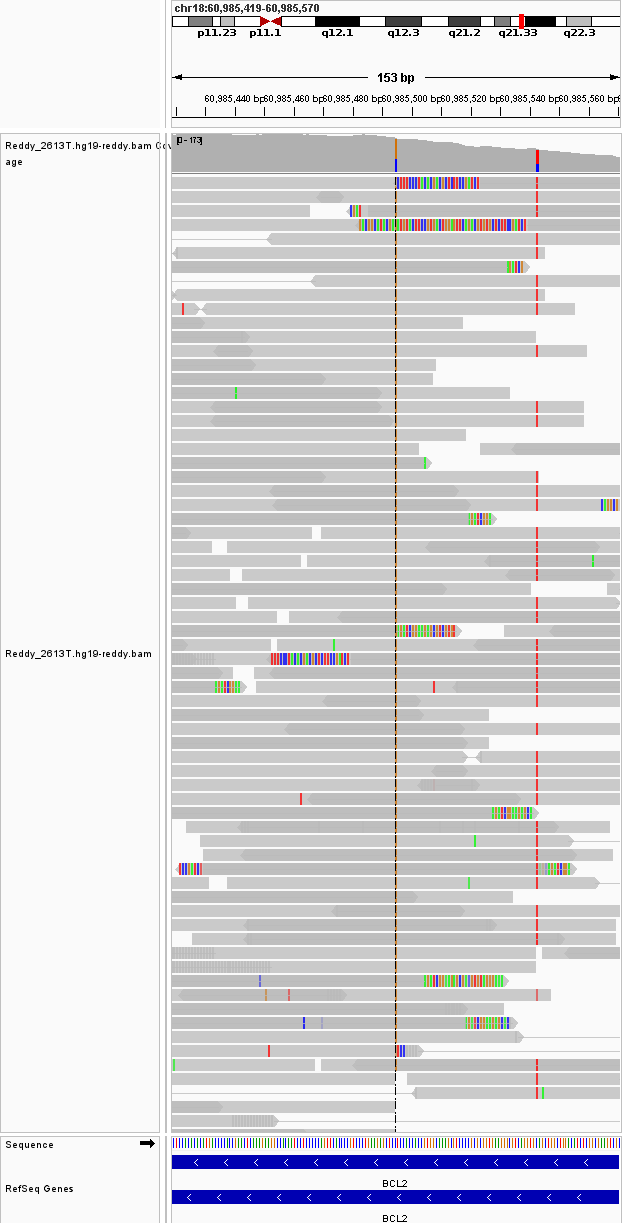 chr18:60,985,419-60,985,570
p11.23 p11.1 q12.1 q12.3 q21.2 q21.33 q22.3
153 bp
60,985,440 bp 60,985,460 bp 60,985,480 bp 60,985,500 bp 60,985,520 bp 60,985,540 bp 60,985,560 bp
Reddy_2613T.hg19-reddy.bam Cov
age
[0 - 173]
Reddy_2613T.hg19-reddy.bam
Sequence
BCL2
RefSeq Genes
BCL2